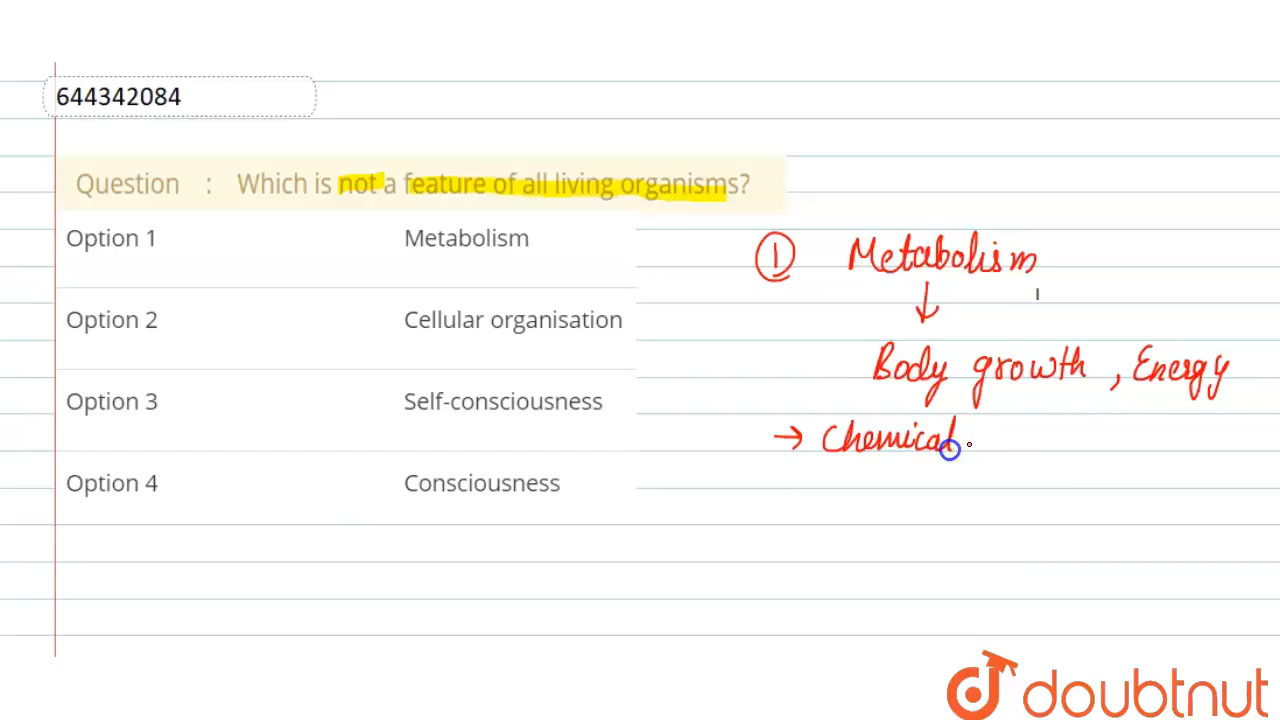 644342084
Question : Which is not a feature of all living organisms?
Option 1 Metabolism
Option 2 Cellular organisation
Option 3 Self-consciousness
Option 4 Consciousness
① Metabolism
↓
Body growth , Energy
→ Chemical
doubtnut